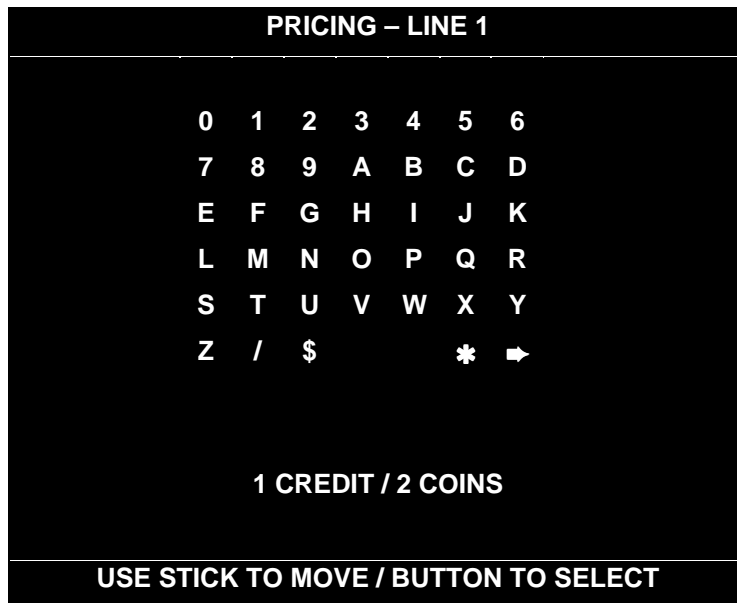 PRICING – LINE 1
0 1 2 3 4 5 6
7 8 9 A B C D
E F G H I J K
L M N O P Q R
S T U V W X Y
Z / $ ✱ ➨
1 CREDIT / 2 COINS
USE STICK TO MOVE / BUTTON TO SELECT